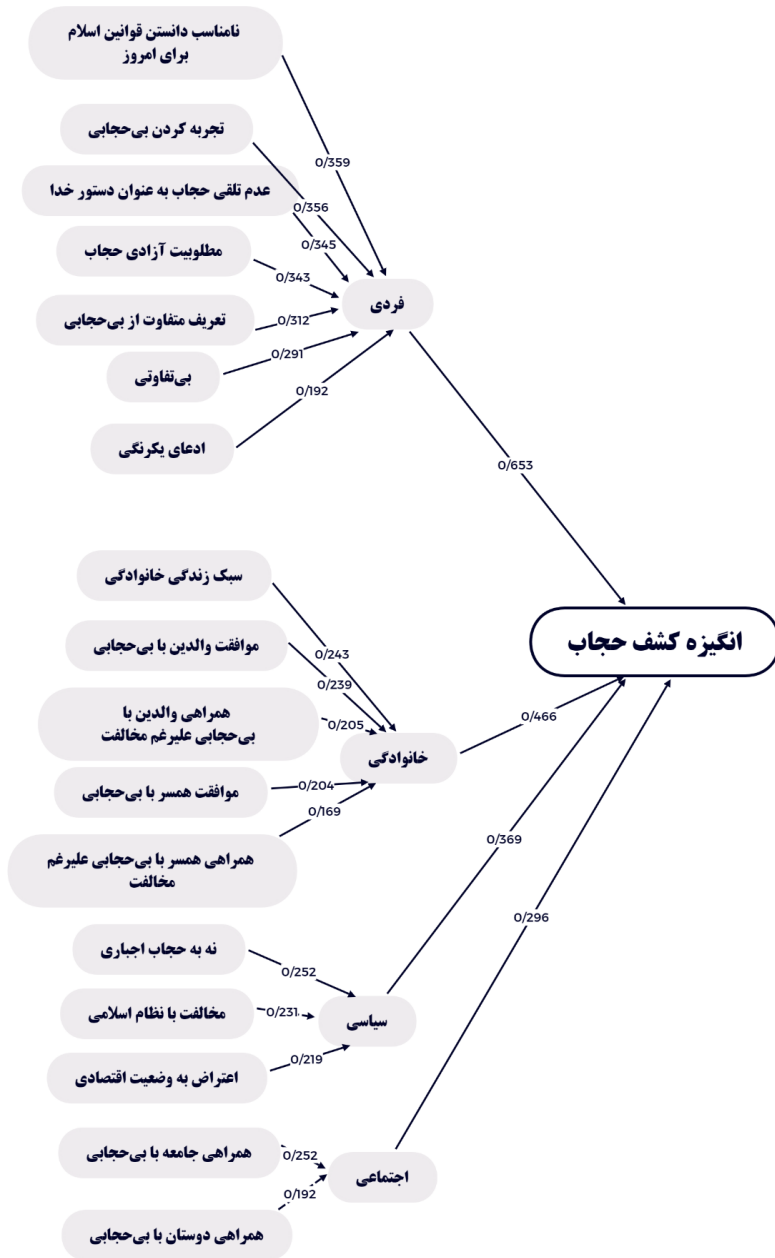 نامناسب دانستن قوانین اسلام
برای امروز
0/359
تجربه کردن بی‌حجابی
0/356
عدم تلقی حجاب به عنوان دستور خدا
0/345
مطلوبیت آزادی حجاب
0/343
تعریف متفاوت از بی‌حجابی
0/312
بی‌تفاوتی
0/291
ادعای یکرنگی
0/192
فردی
0/653
سبک زندگی خانوادگی
0/243
موافقت والدین با بی‌حجابی
0/239
همراهی والدین با
بی‌حجابی علیرغم مخالفت
0/205
موافقت همسر با بی‌حجابی
0/204
همراهی همسر با بی‌حجابی علیرغم
مخالفت
0/169
خانوادگی
0/466
انگیزه کشف حجاب
نه به حجاب اجباری
0/252
مخالفت با نظام اسلامی
0/231
اعتراض به وضعیت اقتصادی
0/219
سیاسی
0/369
همراهی جامعه با بی‌حجابی
0/252
همراهی دوستان با بی‌حجابی
0/192
اجتماعی
0/296